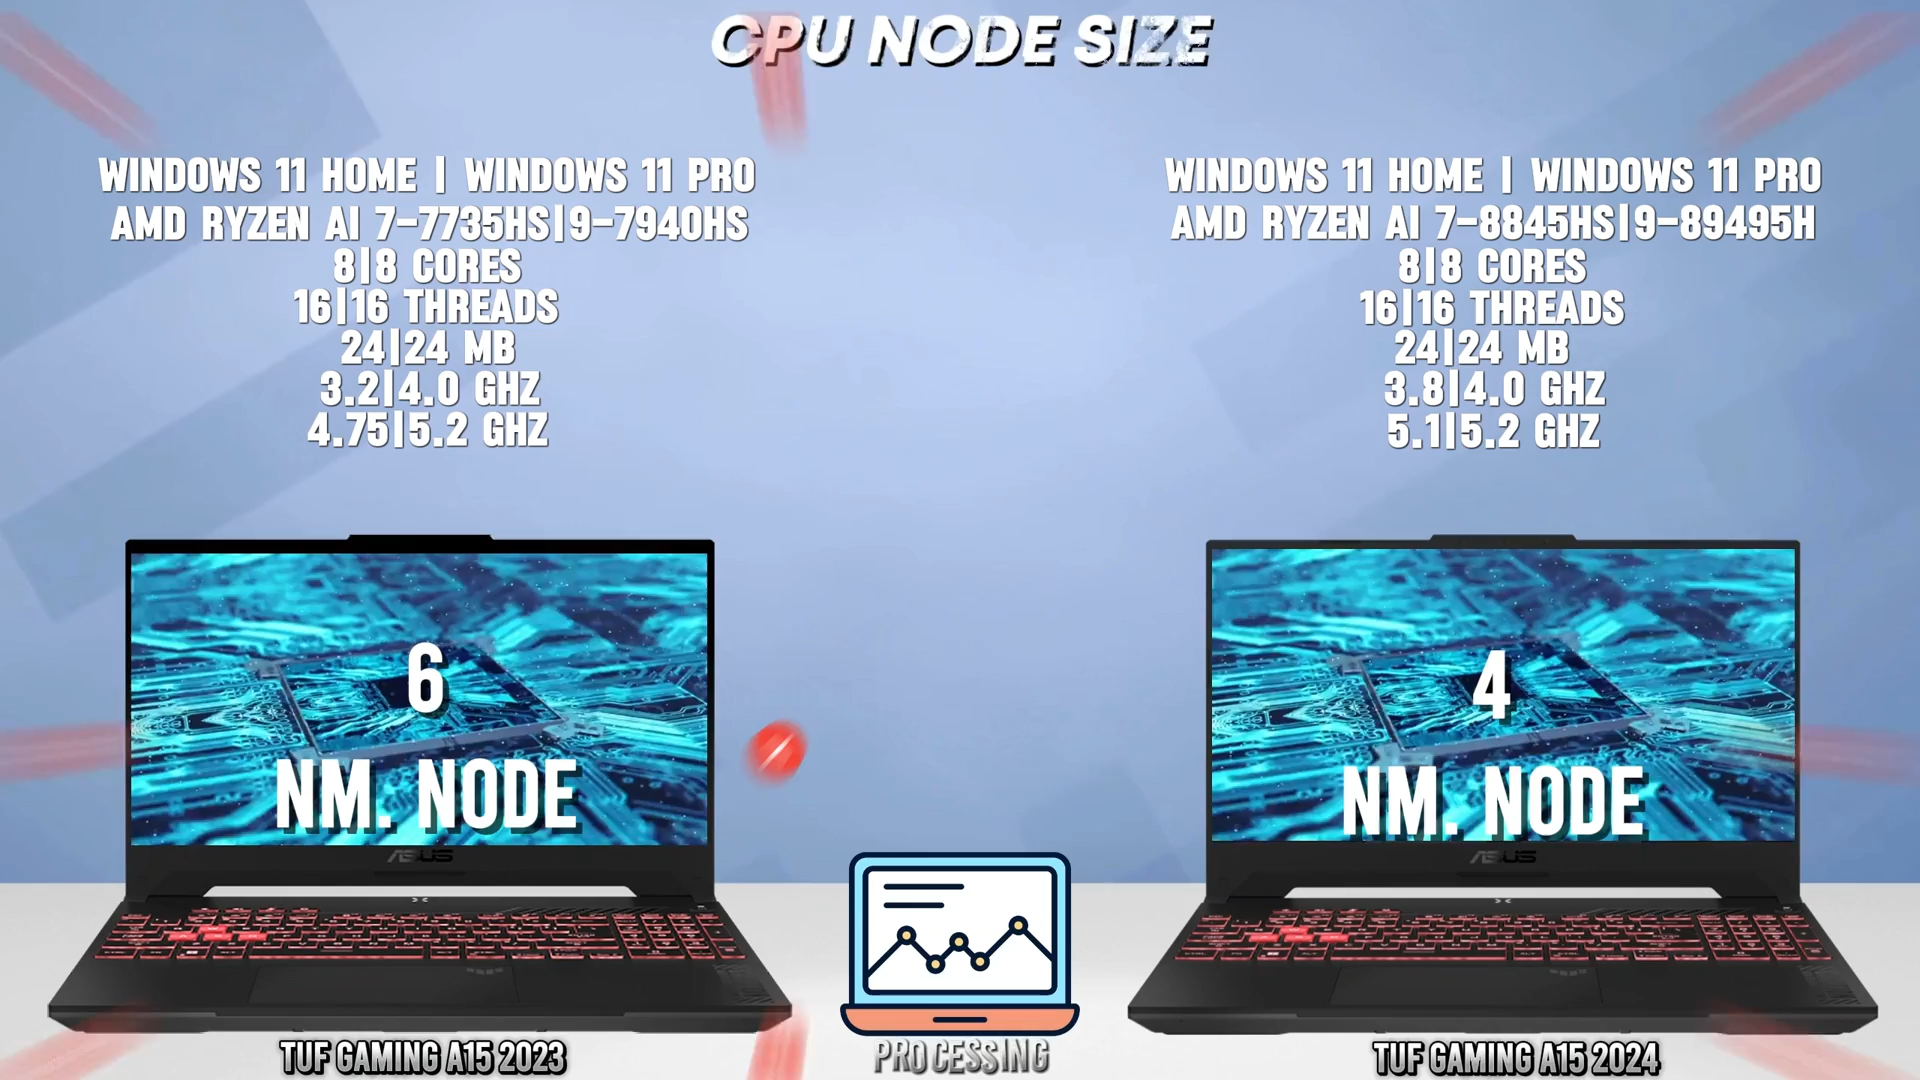 CPU NODE SIZE
WINDOWS 11 HOME | WINDOWS 11 PRO
AMD RYZEN AI 7-7735HS|9-7940HS
8|8 CORES
16|16 THREADS
24|24 MB
3.2|4.0 GHZ
4.75|5.2 GHZ
6
NM. NODE
ASUS
TUF GAMING A15 2023
WINDOWS 11 HOME | WINDOWS 11 PRO
AMD RYZEN AI 7-8845HS|9-89495H
8|8 CORES
16|16 THREADS
24|24 MB
3.8|4.0 GHZ
5.1|5.2 GHZ
4
NM. NODE
ASUS
TUF GAMING A15 2024
PROCESSING